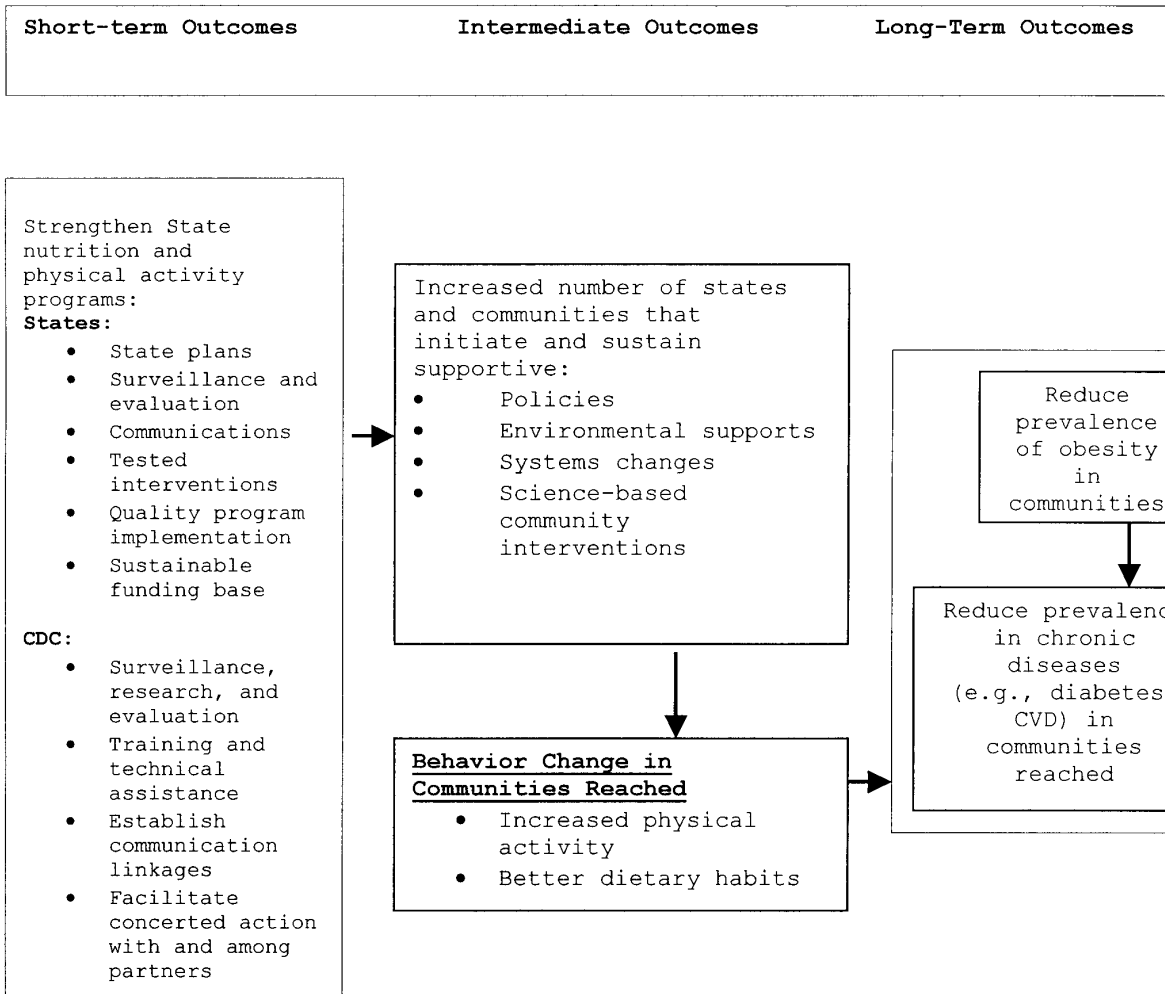 Short-term Outcomes
Intermediate Outcomes
Long-Term Outcomes
Strengthen State
nutrition and
physical activity
programs:
States:
• State plans
• Surveillance and
evaluation
• Communications
• Tested
interventions
• Quality program
implementation
• Sustainable
funding base
CDC:
• Surveillance,
research, and
evaluation
• Training and
technical
assistance
• Establish
communication
linkages
• Facilitate
concerted action
with and among
partners
Increased number of states
and communities that
initiate and sustain
supportive:
• Policies
• Environmental supports
• Systems changes
• Science-based
community
interventions
Behavior Change in
Communities Reached
• Increased physical
activity
• Better dietary habits
Reduce
prevalence
of obesity
in
communities
Reduce prevalenc
in chronic
diseases
(e.g., diabetes
CVD) in
communities
reached